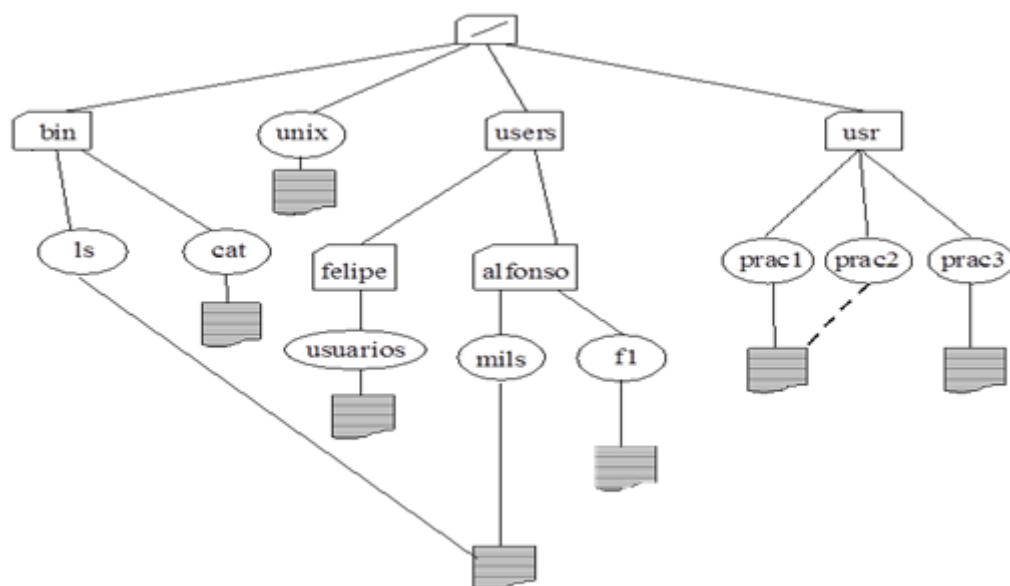 /
bin
unix
users
usr
ls
cat
felipe
alfonso
prac1
prac2
prac3
usuarios
mils
f1